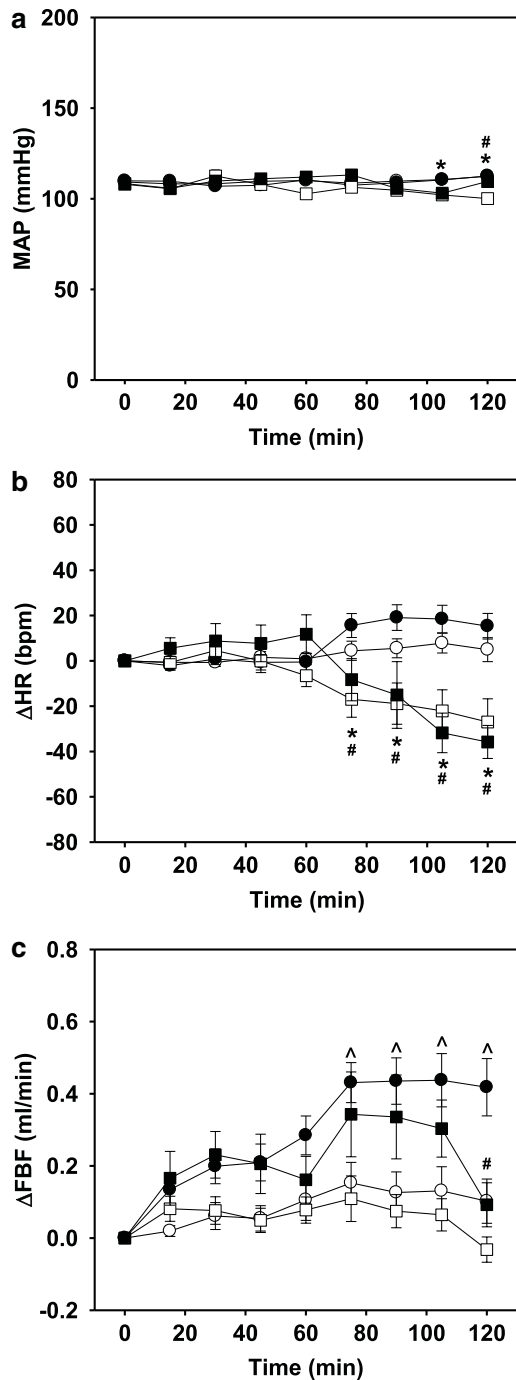 a
MAP (mmHg)
200
150
100
50
0
*
#
*
0 20 40 60 80 100 120
Time (min)
b
ΔHR (bpm)
80
60
40
20
0
-20
-40
-60
-80
* * * *
# # # #
0 20 40 60 80 100 120
Time (min)
c
ΔFBF (ml/min)
0.8
0.6
0.4
0.2
0.0
-0.2
^ ^ ^ ^
#
0 20 40 60 80 100 120
Time (min)